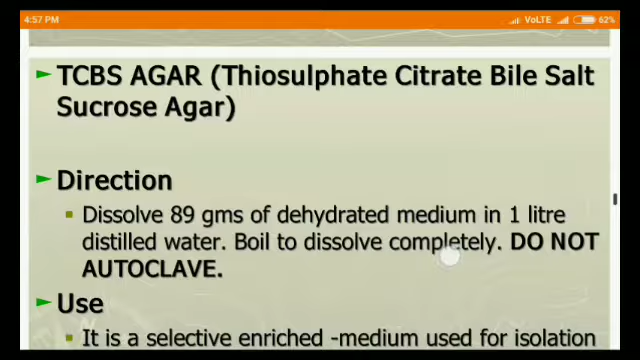 4:57 PM
VoLTE
62%
TCBS AGAR (Thiosulphate Citrate Bile Salt
Sucrose Agar)
Direction
Dissolve 89 gms of dehydrated medium in 1 litre
distilled water. Boil to dissolve completely. DO NOT
AUTOCLAVE.
Use
It is a selective enriched -medium used for isolation